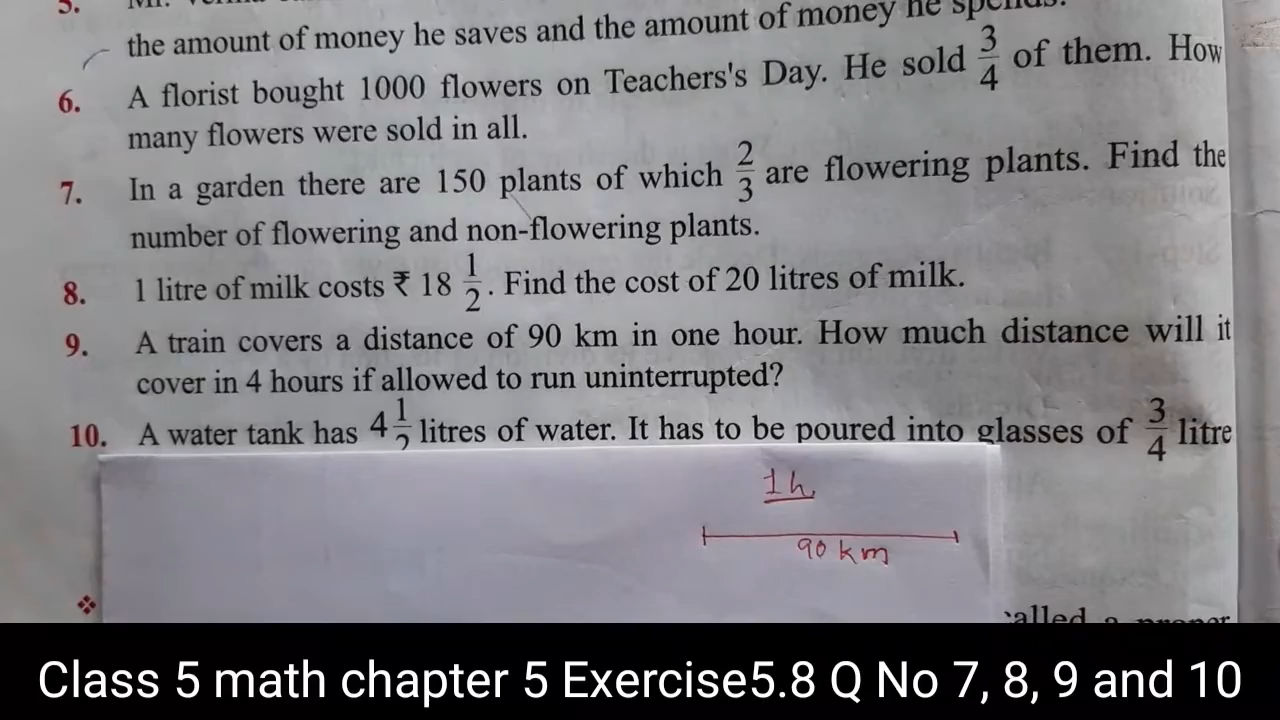 5.
the amount of money he saves and the amount of money he spends.
6. A florist bought 1000 flowers on Teachers's Day. He sold 3/4 of them. How
many flowers were sold in all.
7. In a garden there are 150 plants of which 2/3 are flowering plants. Find the
number of flowering and non-flowering plants.
8. 1 litre of milk costs ₹ 18 1/2. Find the cost of 20 litres of milk.
9. A train covers a distance of 90 km in one hour. How much distance will it
cover in 4 hours if allowed to run uninterrupted?
10. A water tank has 4 1/2 litres of water. It has to be poured into glasses of 3/4 litre
1h
90 km
called a proper
Class 5 math chapter 5 Exercise5.8 Q No 7, 8, 9 and 10